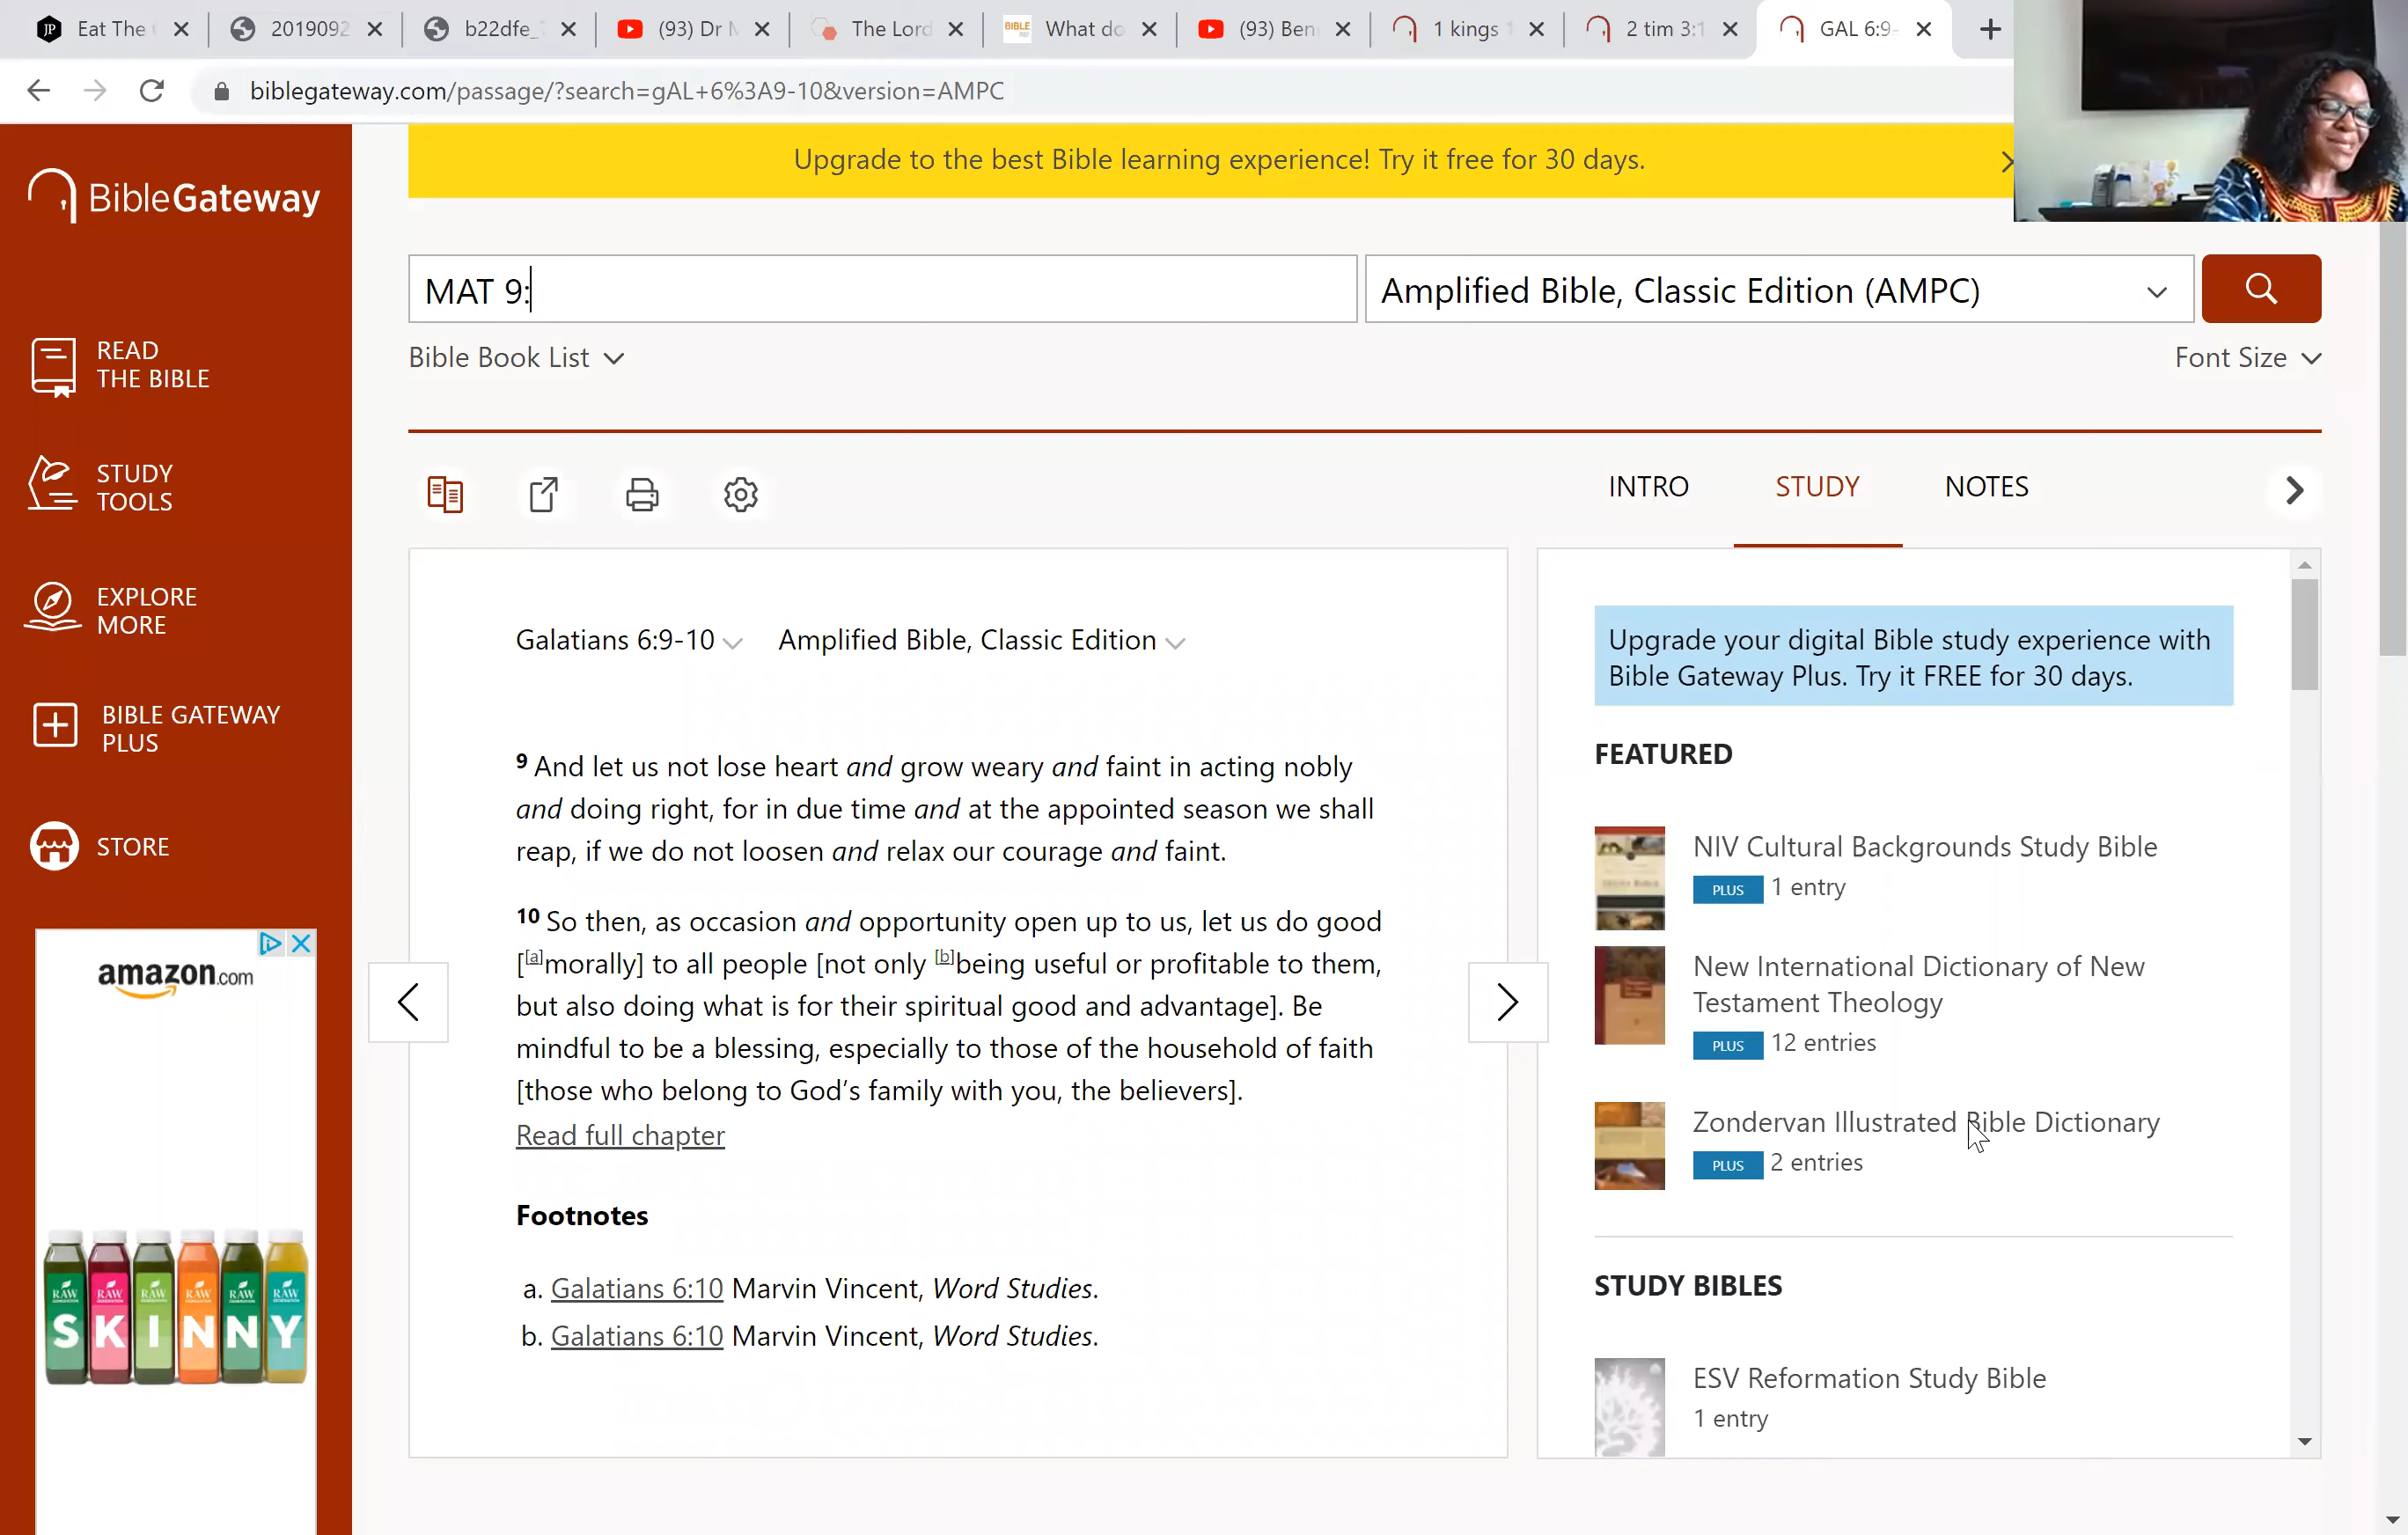 JP Eat The
2019092
b22dfe_
(93) Dr
The Lord
BIBLE What do
(93) Ben
1 kings
2 tim 3:1
GAL 6:9-
biblegateway.com/passage/?search=gAL+6%3A9-10&version=AMPC
Upgrade to the best Bible learning experience! Try it free for 30 days.
BibleGateway
MAT 9:
Amplified Bible, Classic Edition (AMPC)
Bible Book List
Font Size
READ
THE BIBLE
STUDY
TOOLS
EXPLORE
MORE
BIBLE GATEWAY
PLUS
STORE
amazon.com
RAW RAW RAW RAW RAW RAW
S K I N N Y
INTRO STUDY NOTES
Galatians 6:9-10 Amplified Bible, Classic Edition
9 And let us not lose heart and grow weary and faint in acting nobly
and doing right, for in due time and at the appointed season we shall
reap, if we do not loosen and relax our courage and faint.
10 So then, as occasion and opportunity open up to us, let us do good
[[a]morally] to all people [not only [b]being useful or profitable to them,
but also doing what is for their spiritual good and advantage]. Be
mindful to be a blessing, especially to those of the household of faith
[those who belong to God’s family with you, the believers].
Read full chapter
Footnotes
a. Galatians 6:10 Marvin Vincent, Word Studies.
b. Galatians 6:10 Marvin Vincent, Word Studies.
Upgrade your digital Bible study experience with
Bible Gateway Plus. Try it FREE for 30 days.
FEATURED
NIV Cultural Backgrounds Study Bible
PLUS 1 entry
New International Dictionary of New
Testament Theology
PLUS 12 entries
Zondervan Illustrated Bible Dictionary
PLUS 2 entries
STUDY BIBLES
ESV Reformation Study Bible
1 entry